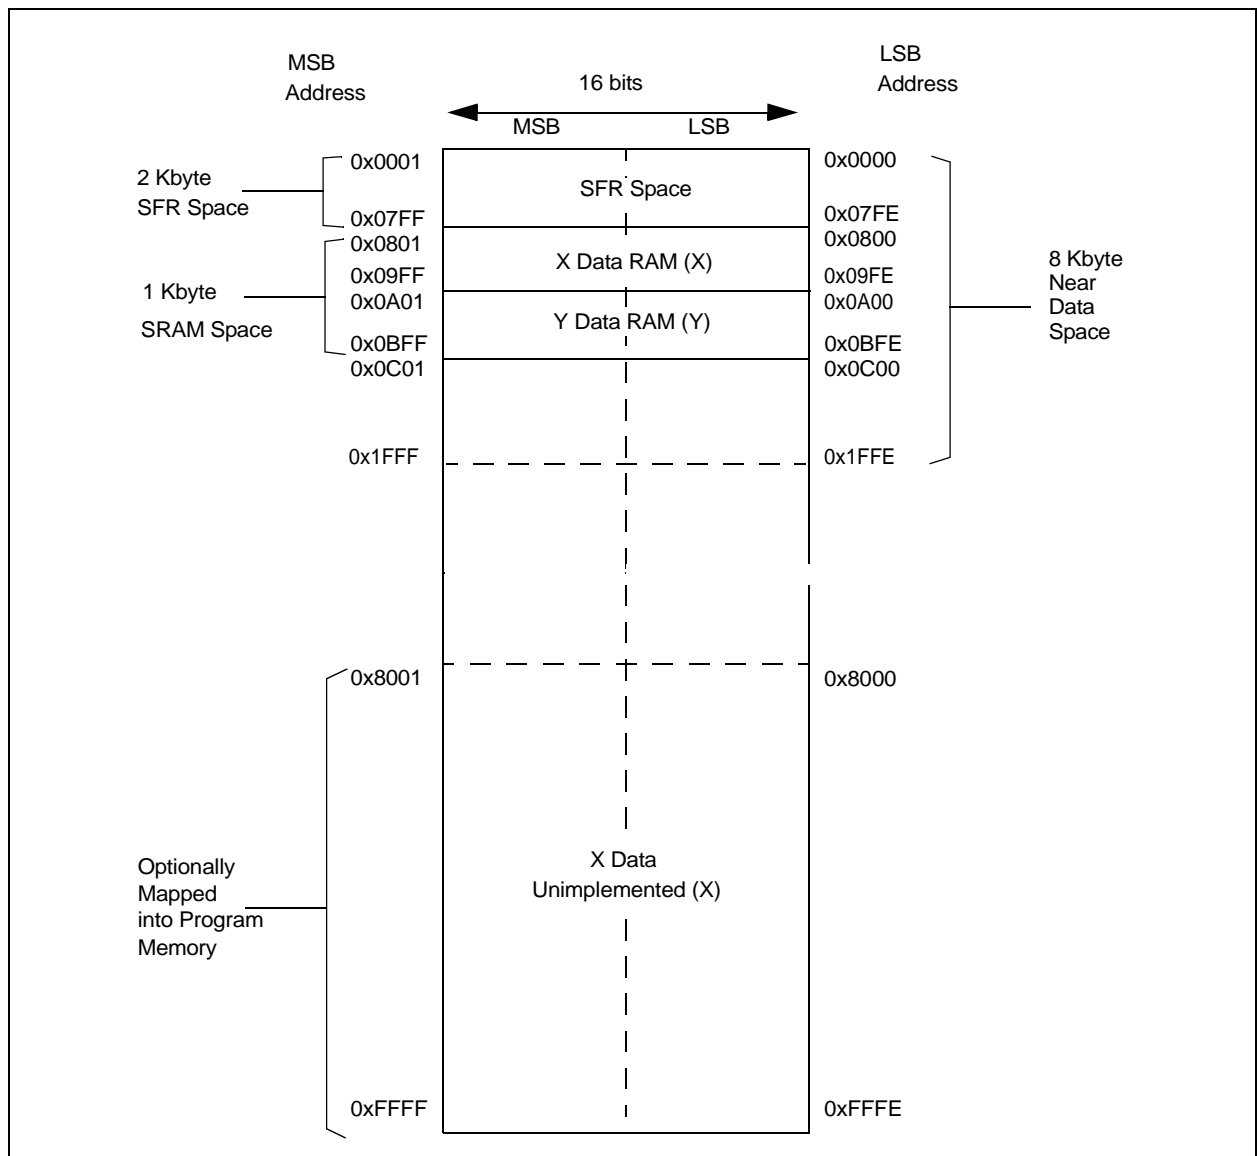 MSB
Address
LSB
Address
16 bits
MSB LSB
0x0001
0x0000
2 Kbyte
SFR Space
SFR Space
0x07FF
0x07FE
0x0801
0x0800
X Data RAM (X)
0x09FF
0x09FE
1 Kbyte
SRAM Space
0x0A01
0x0A00
Y Data RAM (Y)
0x0BFF
0x0BFE
0x0C01
0x0C00
8 Kbyte
Near
Data
Space
0x1FFF
0x1FFE
0x8001
0x8000
Optionally
Mapped
into Program
Memory
X Data
Unimplemented (X)
0xFFFF
0xFFFE